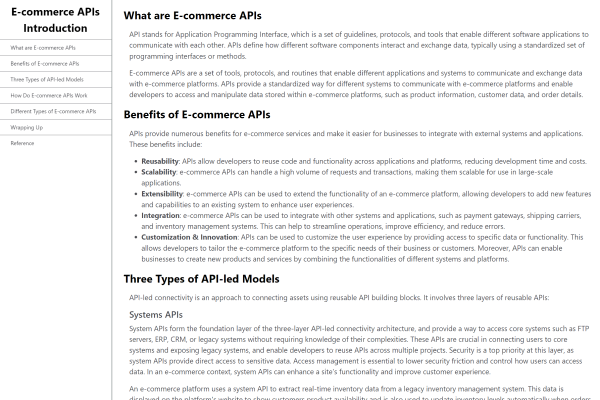 E-commerce APIs
Introduction
What are E-commerce APIs
Benefits of E-commerce APIs
Three Types of API-led Models
How Do E-commerce APIs Work
Different Types of E-commerce APIs
Wrapping Up
Reference
What are E-commerce APIs
API stands for Application Programming Interface, which is a set of guidelines, protocols, and tools that enable different software applications to
communicate with each other. APIs define how different software components interact and exchange data, typically using a standardized set of
programming interfaces or methods.
E-commerce APIs are a set of tools, protocols, and routines that enable different applications and systems to communicate and exchange data
with e-commerce platforms. APIs provide a standardized way for different systems to communicate with e-commerce platforms and enable
developers to access and manipulate data stored within e-commerce platforms, such as product information, customer data, and order details.
Benefits of E-commerce APIs
APIs provide numerous benefits for e-commerce services and make it easier for businesses to integrate with external systems and applications.
These benefits include:
• Reusability: APIs allow developers to reuse code and functionality across applications and platforms, reducing development time and costs.
• Scalability: e-commerce APIs can handle a high volume of requests and transactions, making them scalable for use in large-scale
applications.
• Extensibility: e-commerce APIs can be used to extend the functionality of an e-commerce platform, allowing developers to add new features
and capabilities to an existing system to enhance user experiences.
• Integration: e-commerce APIs can be used to integrate with other systems and applications, such as payment gateways, shipping carriers,
and inventory management systems. This can help to streamline operations, improve efficiency, and reduce errors.
• Customization & Innovation: APIs can be used to customize the user experience by providing access to specific data or functionality. This
allows developers to tailor the e-commerce platform to the specific needs of their business or customers. Moreover, APIs can enable
businesses to create new products and services by combining the functionalities of different systems and platforms.
Three Types of API-led Models
API-led connectivity is an approach to connecting assets using reusable API building blocks. It involves three layers of reusable APIs:
Systems APIs
System APIs form the foundation layer of the three-layer API-led connectivity architecture, and provide a way to access core systems such as FTP
servers, ERP, CRM, or legacy systems without requiring knowledge of their complexities. These APIs are crucial in connecting users to core
systems and exposing legacy systems, and enable developers to reuse APIs across multiple projects. Security is a top priority at this layer, as
system APIs provide direct access to sensitive data. Access management is essential to lower security friction and control how users can access
data. In an e-commerce context, system APIs can enhance a site's functionality and improve customer experience.
An e-commerce platform uses a system API to extract real-time inventory data from a legacy inventory management system. This data is
displayed on the platform's website to show customers product availability and is also used to update inventory levels automatically when orders